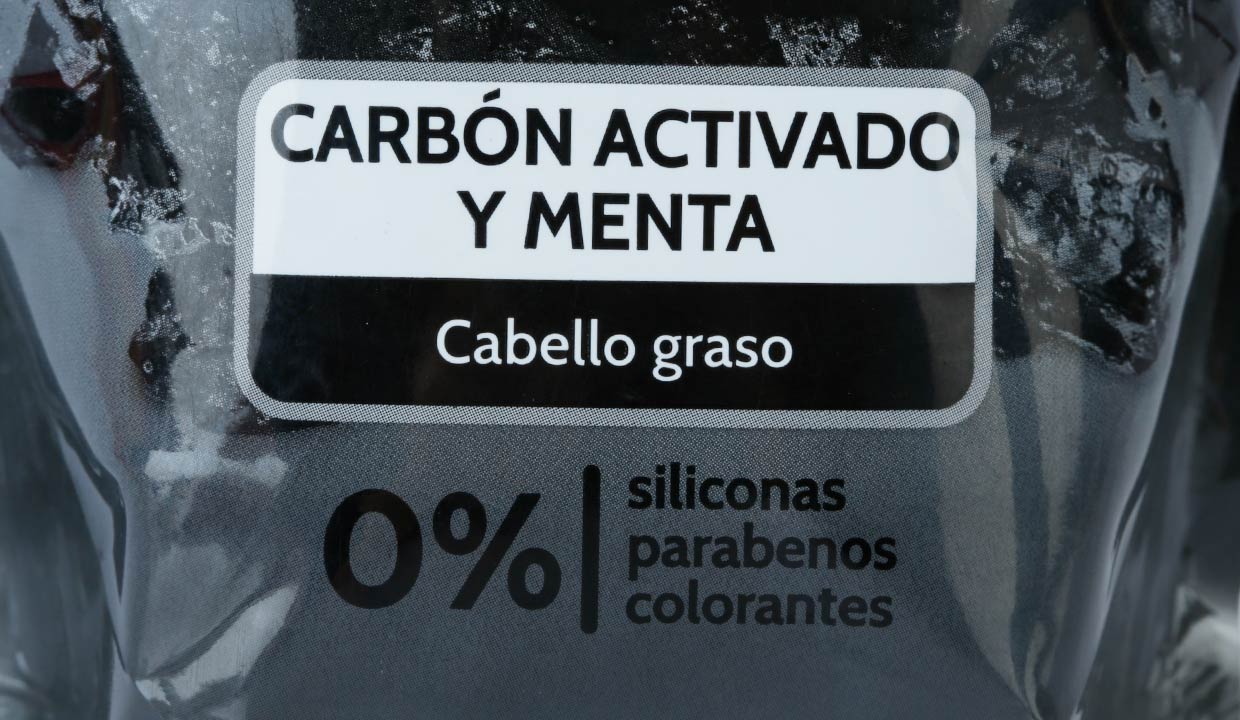 CARBÓN ACTIVADO
Y MENTA
Cabello graso
0%
siliconas
parabenos
colorantes